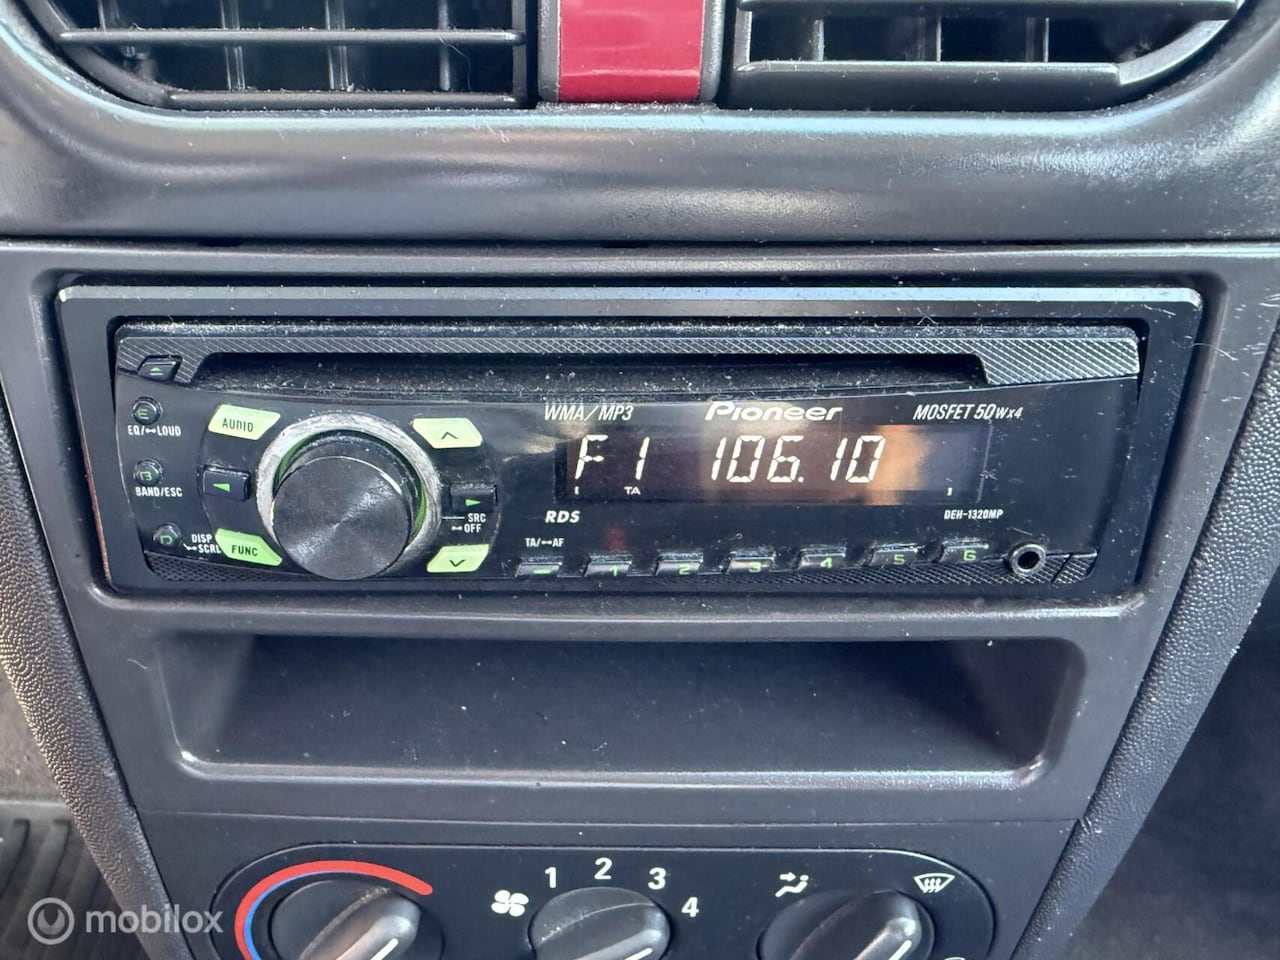 WMA/MP3 Pioneer MOSFET 50Wx4
AUDIO
E
EQ/LOUD
F1 106.10
TA
B
BAND/ESC
SRC
OFF
RDS
DEH-1320MP
D
DISP
SCRL
FUNC
TA/AF
1 2 3 4 5 6
1 2 3 4
mobilox